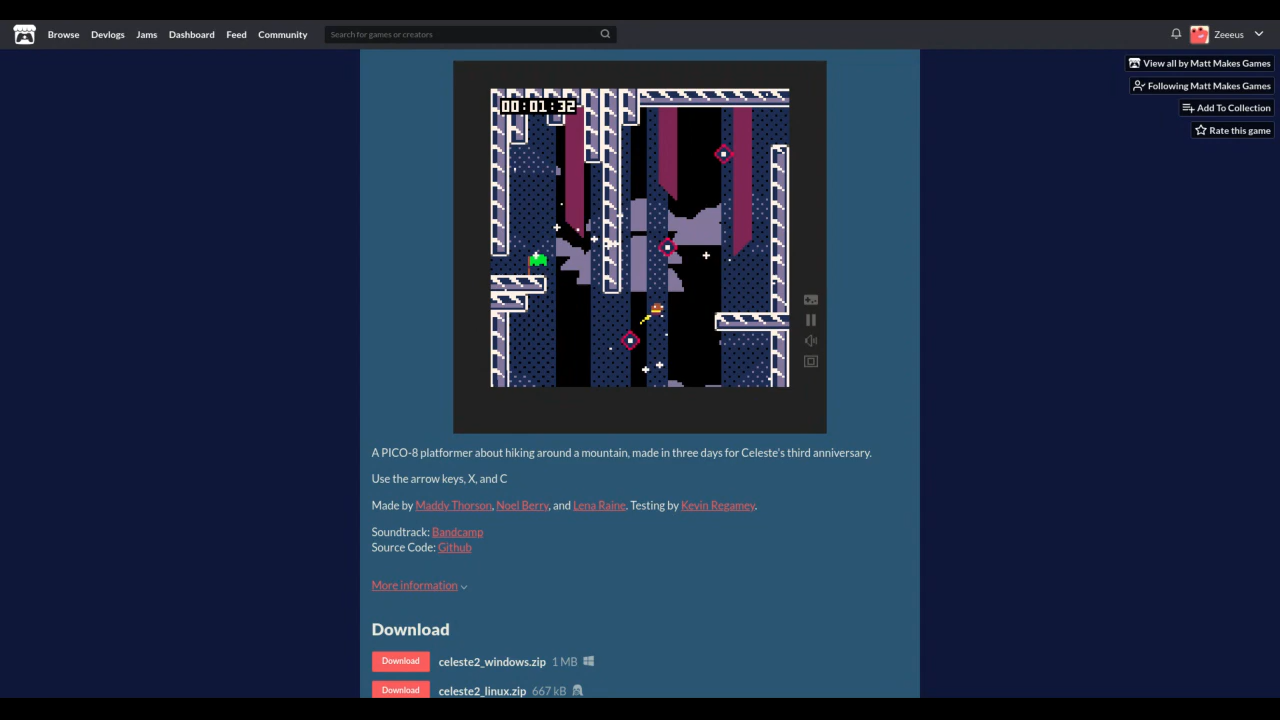 Browse Devlogs Jams Dashboard Feed Community Search for games or creators Zeeeus
View all by Matt Makes Games
Following Matt Makes Games
Add To Collection
Rate this game
00:01:32
A PICO-8 platformer about hiking around a mountain, made in three days for Celeste's third anniversary.
Use the arrow keys, X, and C
Made by Maddy Thorson, Noel Berry, and Lena Raine. Testing by Kevin Regamey.
Soundtrack: Bandcamp
Source Code: Github
More information
Download
Download celeste2_windows.zip 1 MB
Download celeste2_linux.zip 667 kB